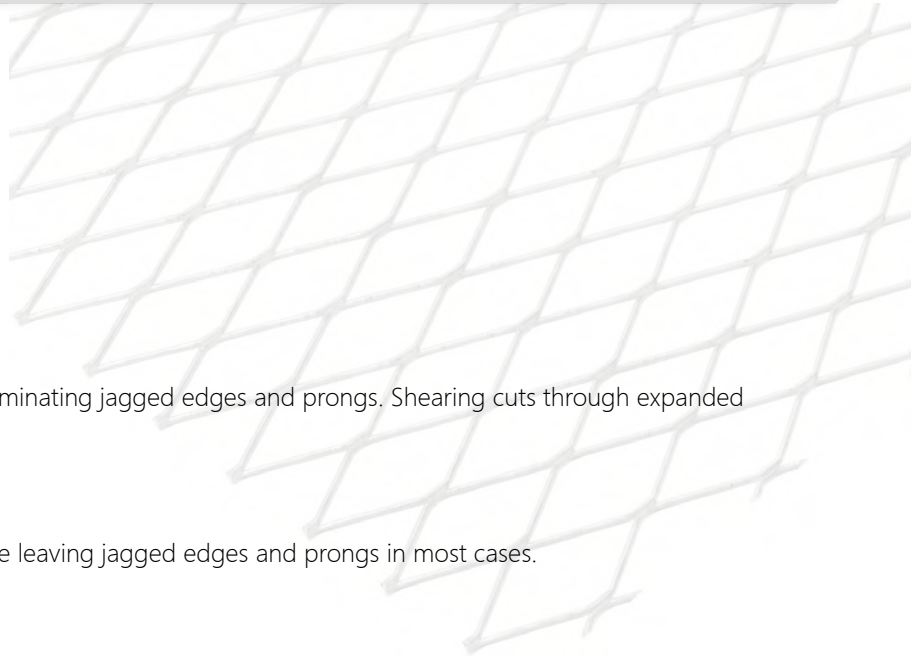 minating jagged edges and prongs. Shearing cuts through expanded
e leaving jagged edges and prongs in most cases.